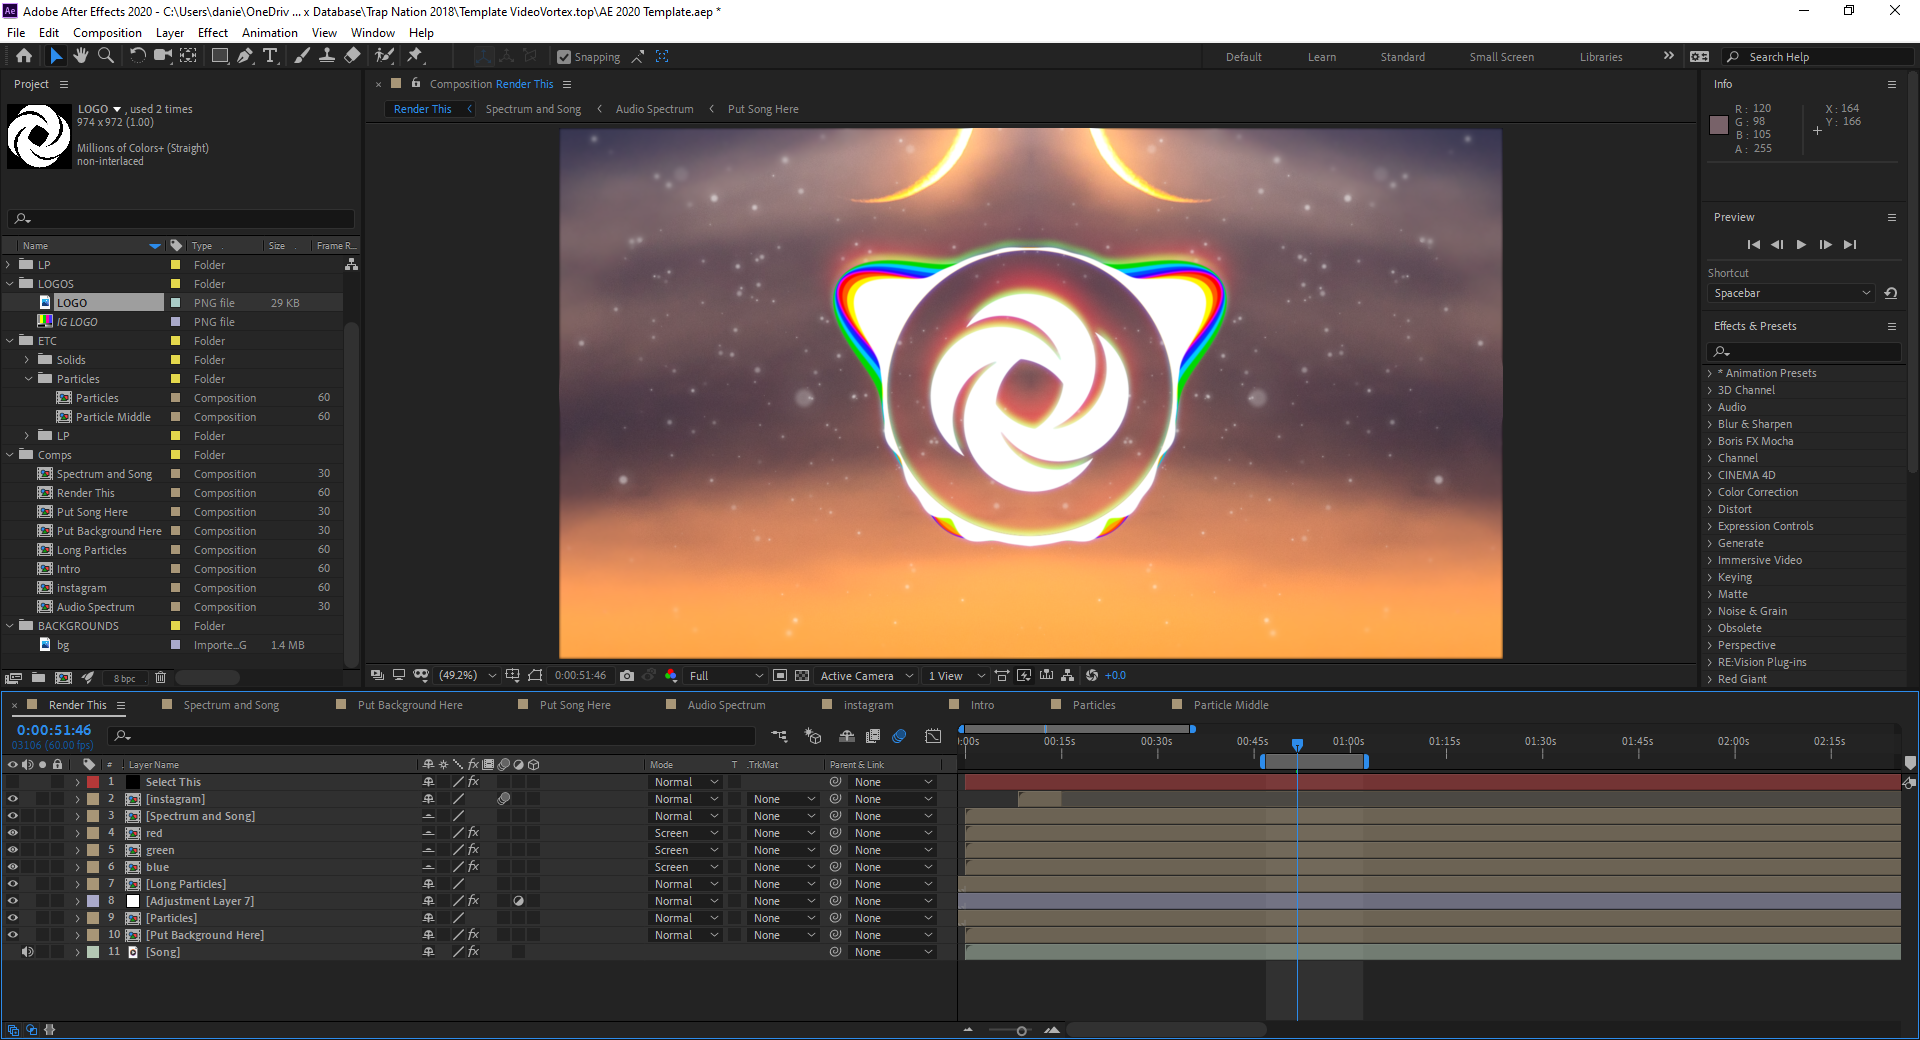 Adobe After Effects 2020 - C:\Users\danie\OneDriv ... x Database\Trap Nation 2018\Template VideoVortex.top\AE 2020 Template.aep *
File Edit Composition Layer Effect Animation View Window Help
Snapping Default Learn Standard Small Screen Libraries Search Help
Project
LOGO , used 2 times
974 x 972 (1.00)
Millions of Colors+ (Straight)
non-interlaced
Name Type Size Frame R...
LP Folder
LOGOS Folder
LOGO PNG file 29 KB
IG LOGO PNG file
ETC Folder
Solids Folder
Particles Folder
Particles Composition 60
Particle Middle Composition 60
LP Folder
Comps Folder
Spectrum and Song Composition 30
Render This Composition 60
Put Song Here Composition 30
Put Background Here Composition 30
Long Particles Composition 60
Intro Composition 60
instagram Composition 60
Audio Spectrum Composition 30
BACKGROUNDS Folder
bg Importe...G 1.4 MB
8 bpc
Composition Render This
Render This Spectrum and Song Audio Spectrum Put Song Here
(49.2%) 0:00:51:46 Full Active Camera 1 View +0.0
Info
R: 120 X: 164
G: 98 Y: 166
B: 105
A: 255
Preview
Shortcut
Spacebar
Effects & Presets
* Animation Presets
3D Channel
Audio
Blur & Sharpen
Boris FX Mocha
Channel
CINEMA 4D
Color Correction
Distort
Expression Controls
Generate
Immersive Video
Keying
Matte
Noise & Grain
Obsolete
Perspective
RE:Vision Plug-ins
Red Giant
Render This Spectrum and Song Put Background Here Put Song Here Audio Spectrum instagram Intro Particles Particle Middle
0:00:51:46
03106 (60.00 fps)
:00s 00:15s 00:30s 00:45s 01:00s 01:15s 01:30s 01:45s 02:00s 02:15s
# Layer Name fx Mode T .TrkMat Parent & Link
1 Select This fx Normal None
2 [instagram] Normal None None
3 [Spectrum and Song] Normal None None
4 red fx Screen None None
5 green fx Screen None None
6 blue fx Screen None None
7 [Long Particles] Normal None None
8 [Adjustment Layer 7] fx Normal None None
9 [Particles] Normal None None
10 [Put Background Here] fx Normal None None
11 [Song] fx None